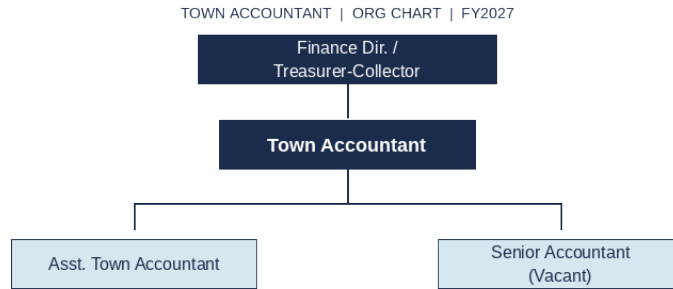 TOWN ACCOUNTANT | ORG CHART | FY2027
Finance Dir. /
Treasurer-Collector
Town Accountant
Asst. Town Accountant
Senior Accountant
(Vacant)